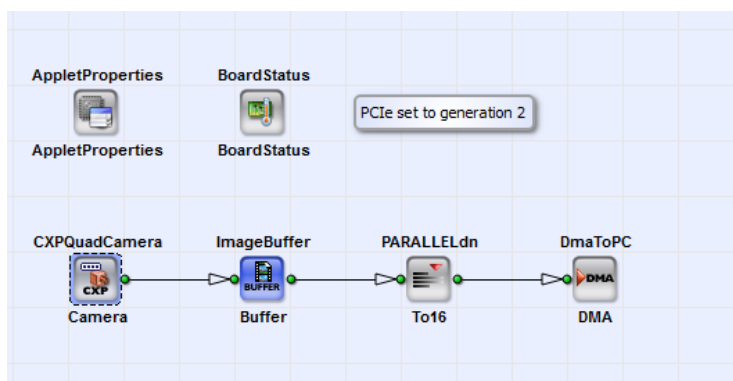 AppletProperties BoardStatus
PCIe set to generation 2
AppletProperties BoardStatus
CXPQuadCamera ImageBuffer PARALLELdn DmaToPC
CXP BUFFER DMA
Camera Buffer To16 DMA